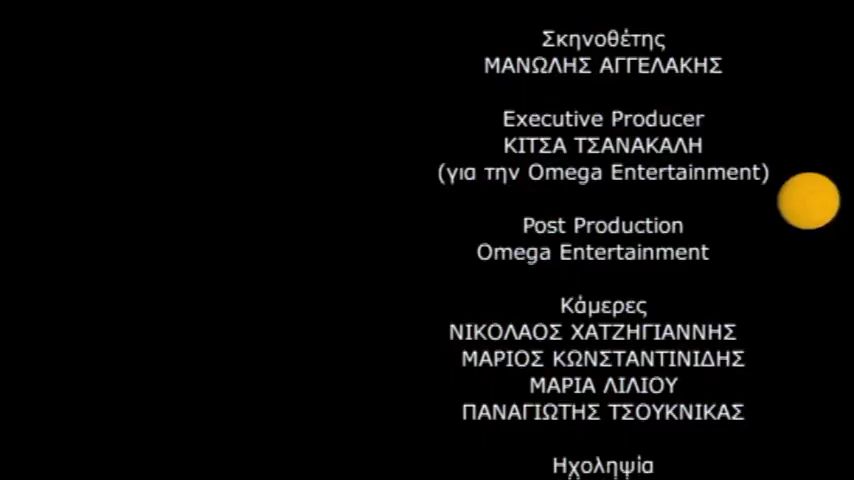 Σκηνοθέτης
ΜΑΝΩΛΗΣ ΑΓΓΕΛΑΚΗΣ
Executive Producer
ΚΙΤΣΑ ΤΣΑΝΑΚΑΛΗ
(για την Omega Entertainment)
Post Production
Omega Entertainment
Κάμερες
ΝΙΚΟΛΑΟΣ ΧΑΤΖΗΓΙΑΝΝΗΣ
ΜΑΡΙΟΣ ΚΩΝΣΤΑΝΤΙΝΙΔΗΣ
ΜΑΡΙΑ ΛΙΛΙΟΥ
ΠΑΝΑΓΙΩΤΗΣ ΤΣΟΥΚΝΙΚΑΣ
Ηχοληψία